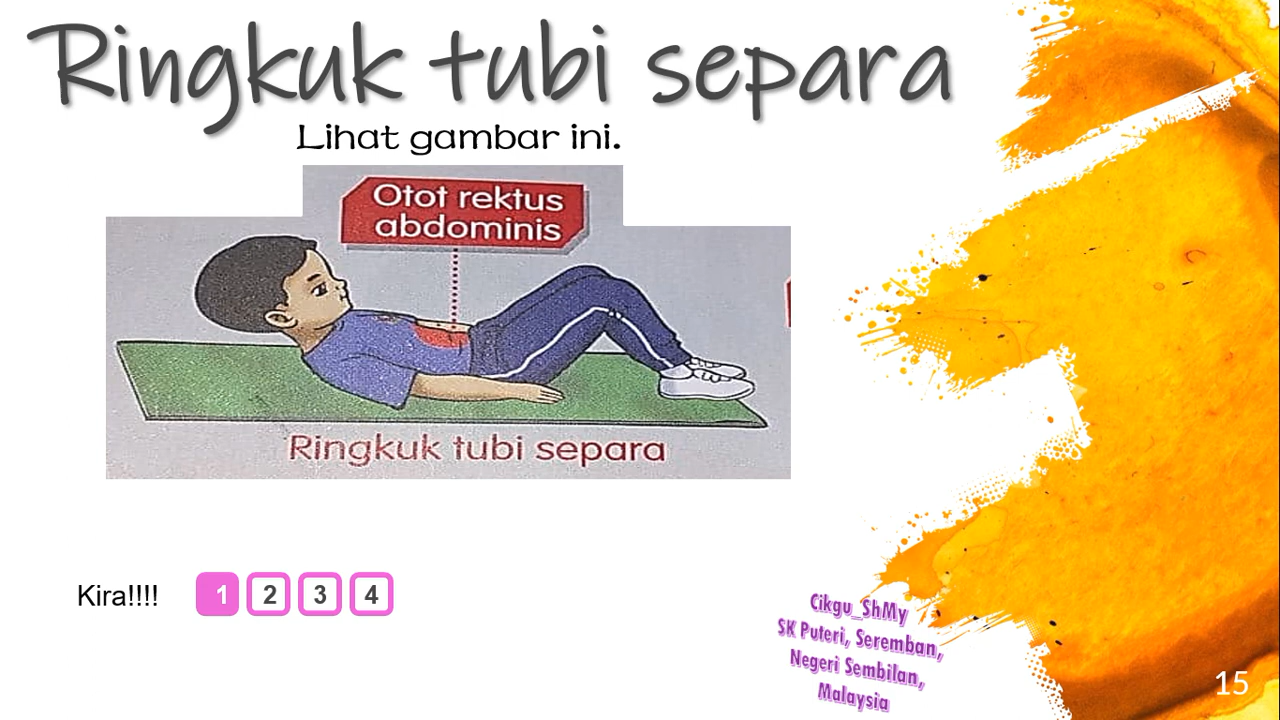 Ringkuk tubi separa
Lihat gambar ini.
Otot rektus
abdominis
Ringkuk tubi separa
Kira!!!! 1 2 3 4
Cikgu_ShMy
SK Puteri, Seremban,
Negeri Sembilan,
Malaysia
15